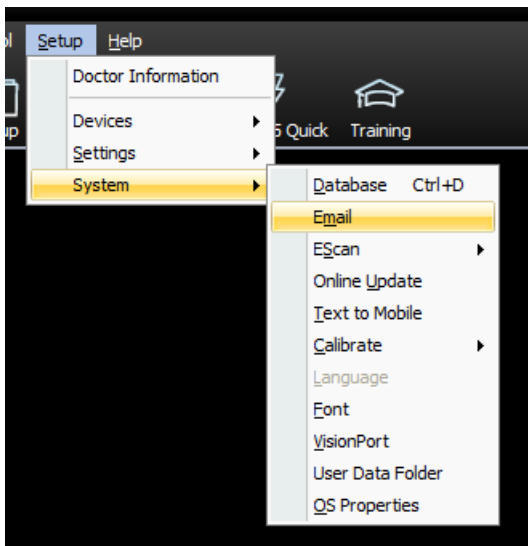 Setup Help
Doctor Information
Devices
Settings
System
Quick Training
Database Ctrl+D
Email
EScan
Online Update
Text to Mobile
Calibrate
Language
Font
VisionPort
User Data Folder
OS Properties